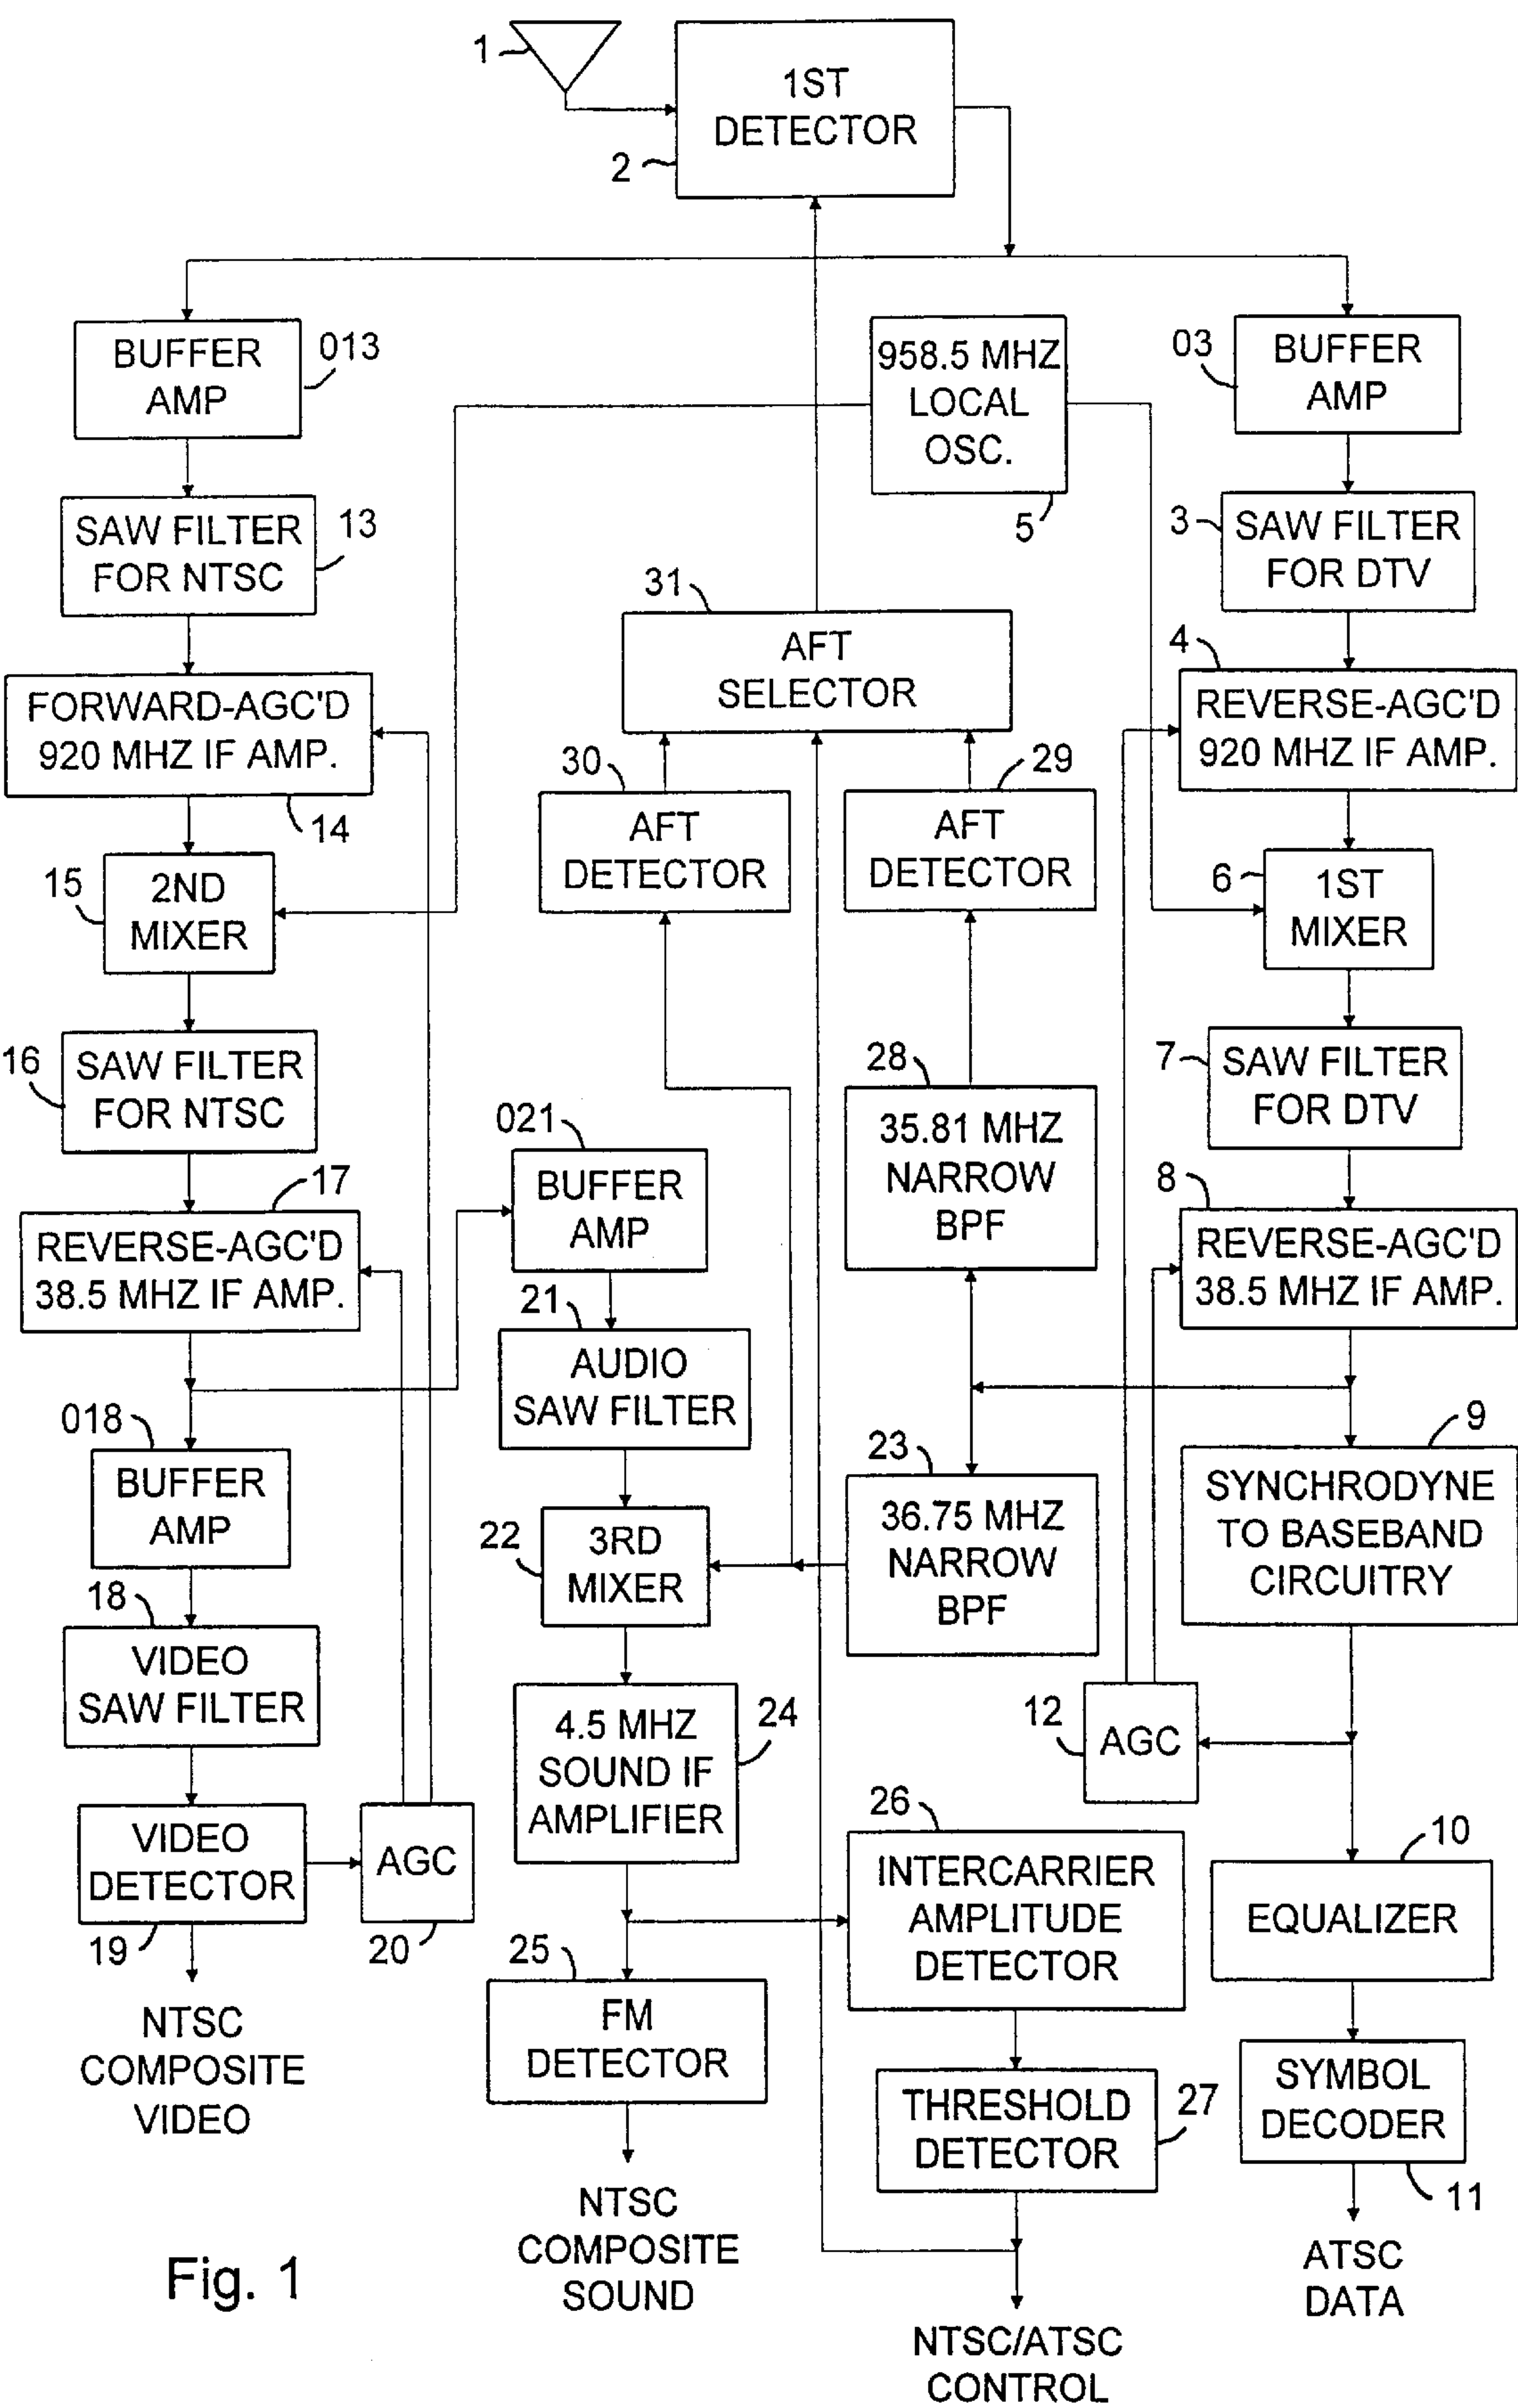 1
1ST
DETECTOR
2
BUFFER
AMP
013
958.5 MHZ
LOCAL
OSC.
5
03
BUFFER
AMP
SAW FILTER
FOR NTSC
13
3
SAW FILTER
FOR DTV
31
AFT
SELECTOR
FORWARD-AGC'D
920 MHZ IF AMP.
14
4
REVERSE-AGC'D
920 MHZ IF AMP.
30
AFT
DETECTOR
29
AFT
DETECTOR
15
2ND
MIXER
6
1ST
MIXER
16
SAW FILTER
FOR NTSC
28
35.81 MHZ
NARROW
BPF
7
SAW FILTER
FOR DTV
021
BUFFER
AMP
17
REVERSE-AGC'D
38.5 MHZ IF AMP.
8
REVERSE-AGC'D
38.5 MHZ IF AMP.
21
AUDIO
SAW FILTER
018
BUFFER
AMP
23
36.75 MHZ
NARROW
BPF
9
SYNCHRODYNE
TO BASEBAND
CIRCUITRY
22
3RD
MIXER
18
VIDEO
SAW FILTER
4.5 MHZ
SOUND IF
AMPLIFIER
24
12
AGC
VIDEO
DETECTOR
19
AGC
20
26
INTERCARRIER
AMPLITUDE
DETECTOR
10
EQUALIZER
25
FM
DETECTOR
NTSC
COMPOSITE
VIDEO
THRESHOLD
DETECTOR
27
SYMBOL
DECODER
11
NTSC
COMPOSITE
SOUND
ATSC
DATA
Fig. 1
NTSC/ATSC
CONTROL